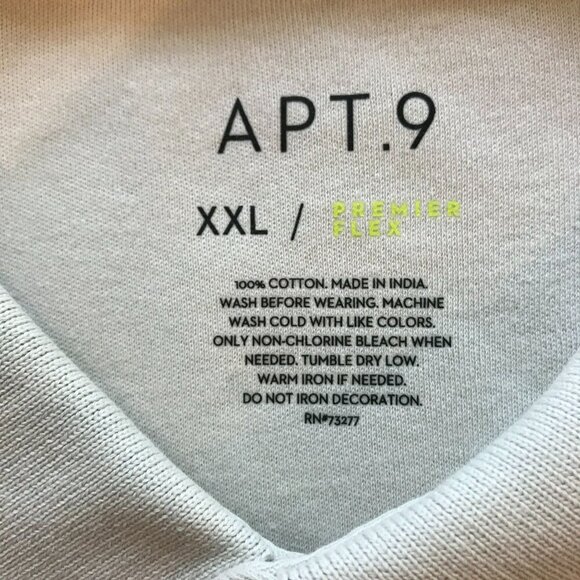 APT.9
XXL / PREMIER
FLEX
100% COTTON. MADE IN INDIA.
WASH BEFORE WEARING. MACHINE
WASH COLD WITH LIKE COLORS.
ONLY NON-CHLORINE BLEACH WHEN
NEEDED. TUMBLE DRY LOW.
WARM IRON IF NEEDED.
DO NOT IRON DECORATION.
RN#73277